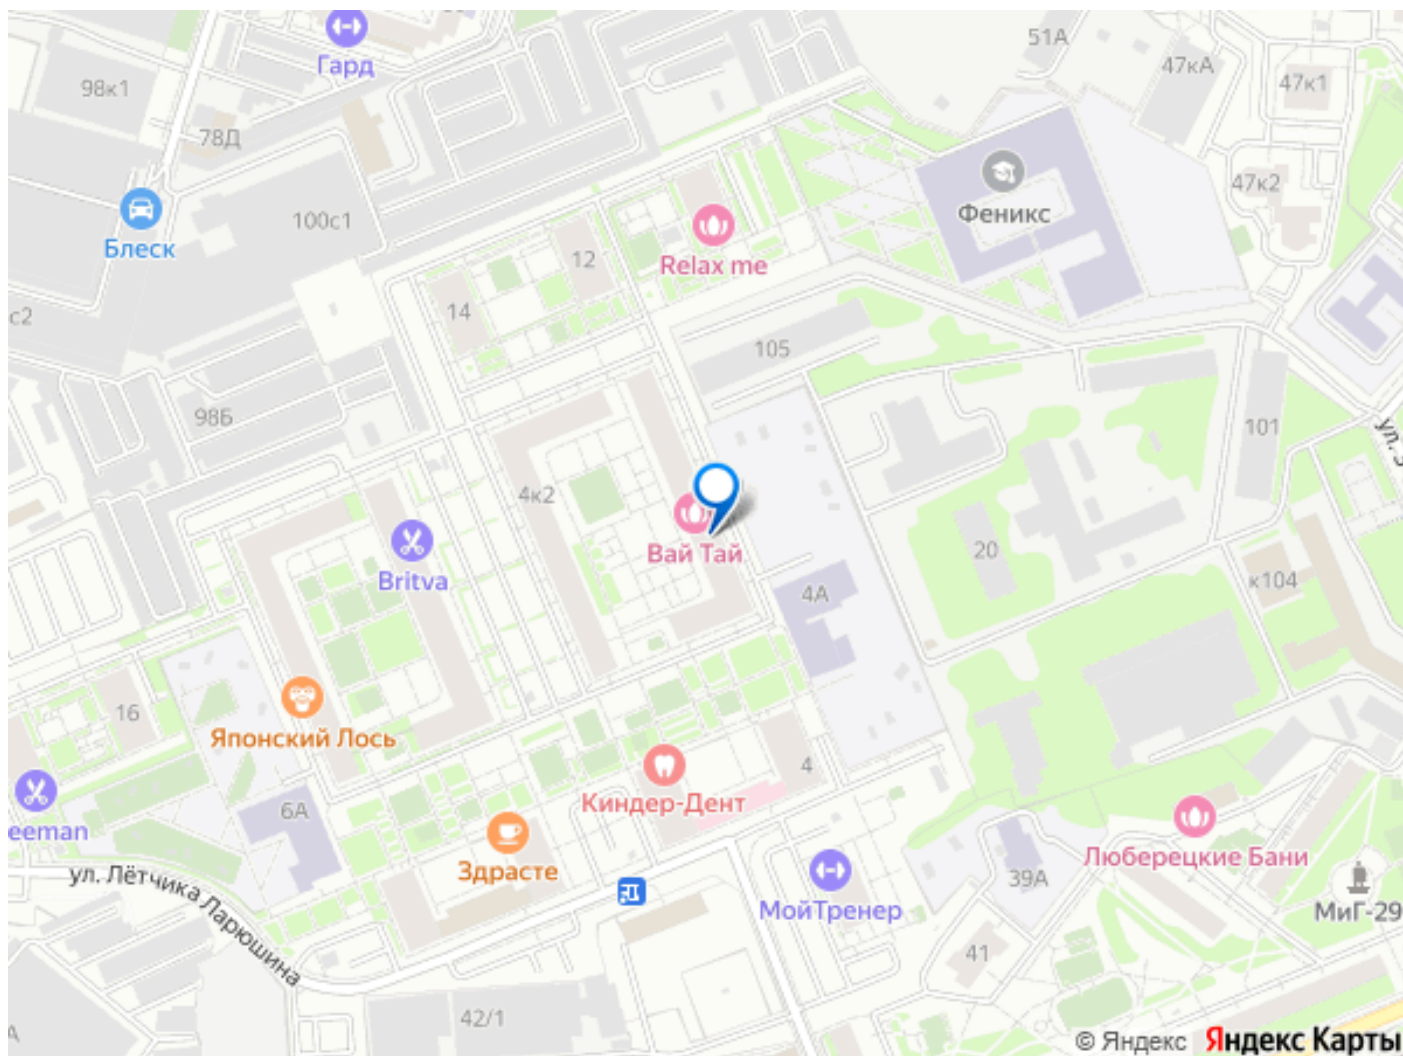 51А
47кА
47к1
Гард
98к1
78Д
Феникс
47к2
100с1
Блеск
Relax me
12
14
с2
105
98Б
101
4к2
Britva
Вай Тай
20
4А
к104
16
Японский Лось
4
6А
Киндер-Дент
eeman
Здрасте
Люберецкие Бани
ул. Лётчика Ларюшина
39А
МойТренер
МиГ-29
41
42/1
© Яндекс Яндекс Карты